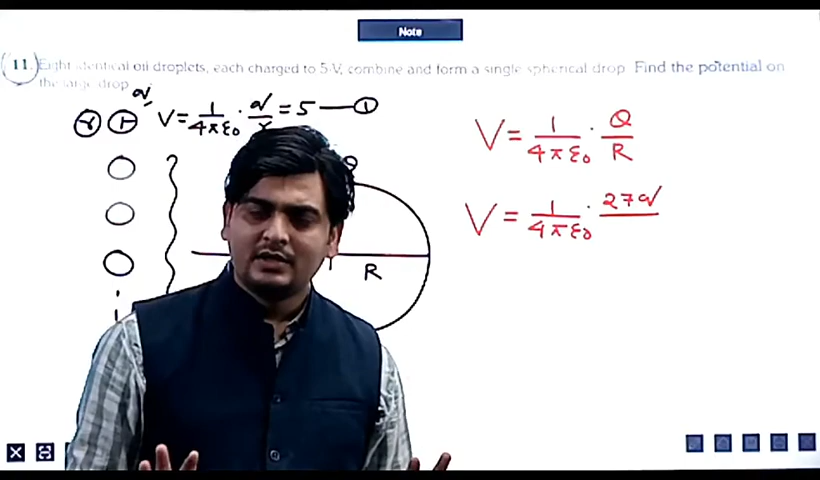 Note
11. Eight identical oil droplets, each charged to 5-V, combine and form a single spherical drop. Find the potential on
the large drop
q
r r V = 1/4πε₀ · q/r = 5 — ①
Q
R
V = 1/4πε₀ · Q/R
V = 1/4πε₀ · 27q